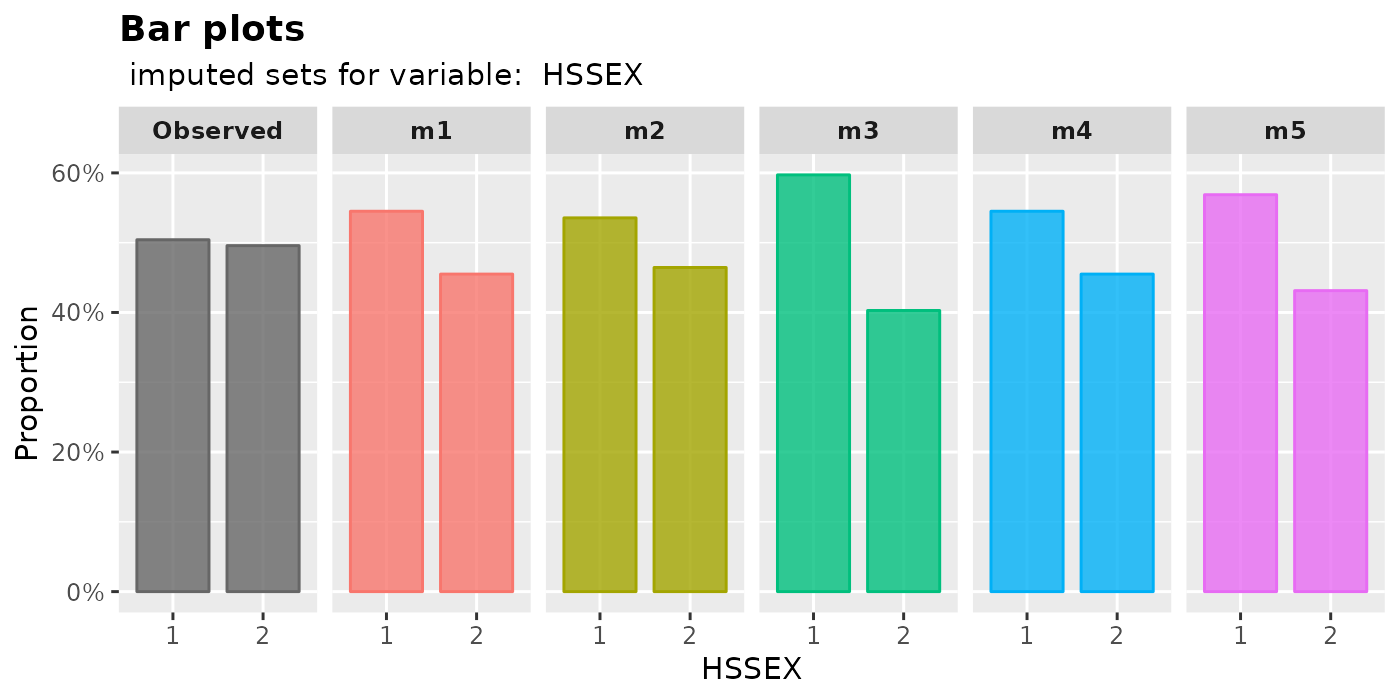 Bar plots
imputed sets for variable:  HSSEX
Observed m1 m2 m3 m4 m5
60%
40%
20%
0%
Proportion
1 2 1 2 1 2 1 2 1 2 1 2
HSSEX